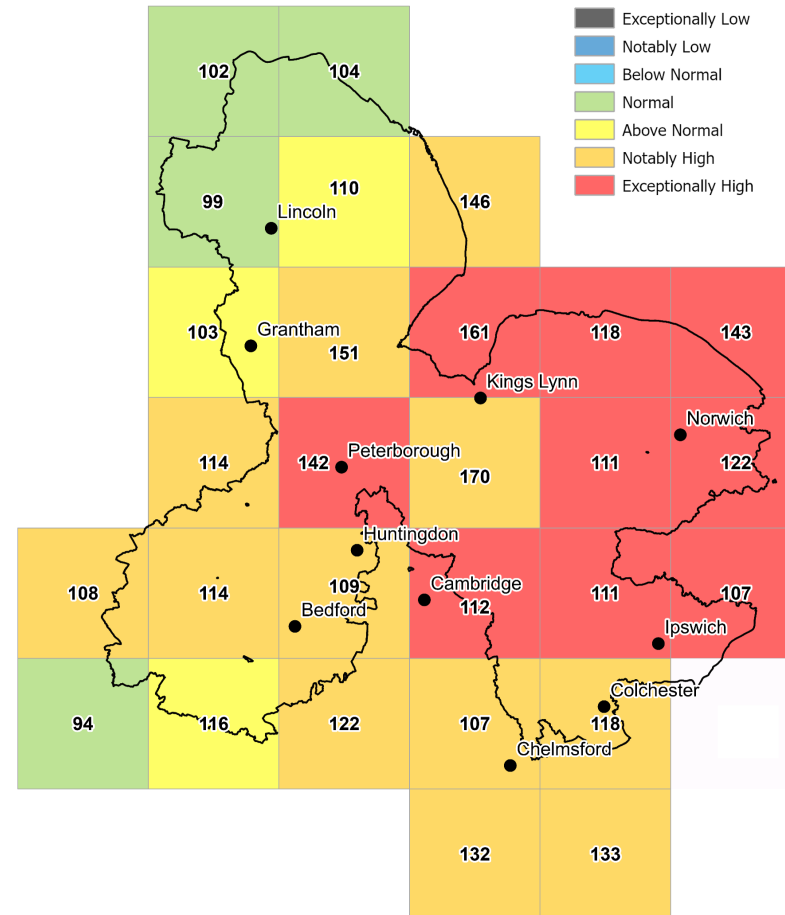 Exceptionally Low
Notably Low
Below Normal
Normal
Above Normal
Notably High
Exceptionally High
102
104
99
110
146
Lincoln
103
Grantham
151
161
118
143
Kings Lynn
114
142
Peterborough
170
111
Norwich
122
108
114
Huntingdon
109
Bedford
Cambridge
112
111
107
Ipswich
94
116
122
107
Colchester
118
Chelmsford
132
133